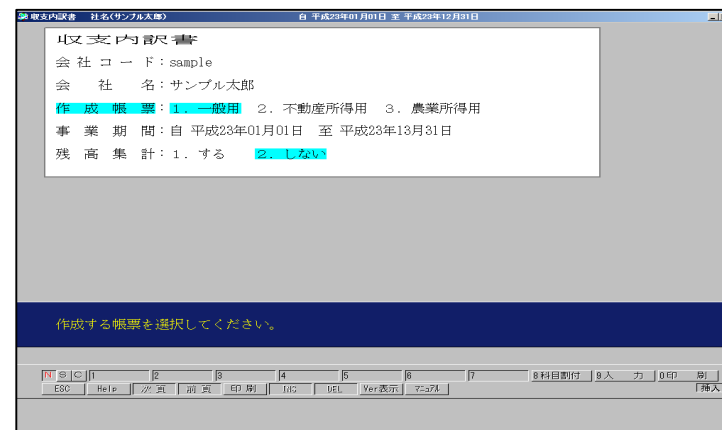 収支内訳書 社名(サンプル太郎) 自 平成23年01月01日 至 平成23年12月31日
収支内訳書
会社コード：sample
会社名：サンプル太郎
作成帳票：1. 一般用 2. 不動産所得用 3. 農業所得用
事業期間：自 平成23年01月01日 至 平成23年13月31日
残高集計：1. する 2. しない
作成する帳票を選択してください。
N S C 1 2 3 4 5 6 7 8科目割付 9入力 0印刷
ESC Help 次頁 前頁 印刷 INS DEL Ver表示 マニュアル 挿入